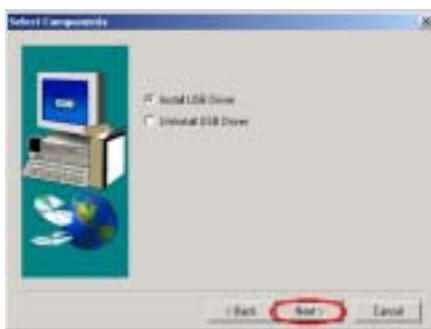 Select Components
Install USB Driver
Uninstall USB Driver
< Back Next > Cancel